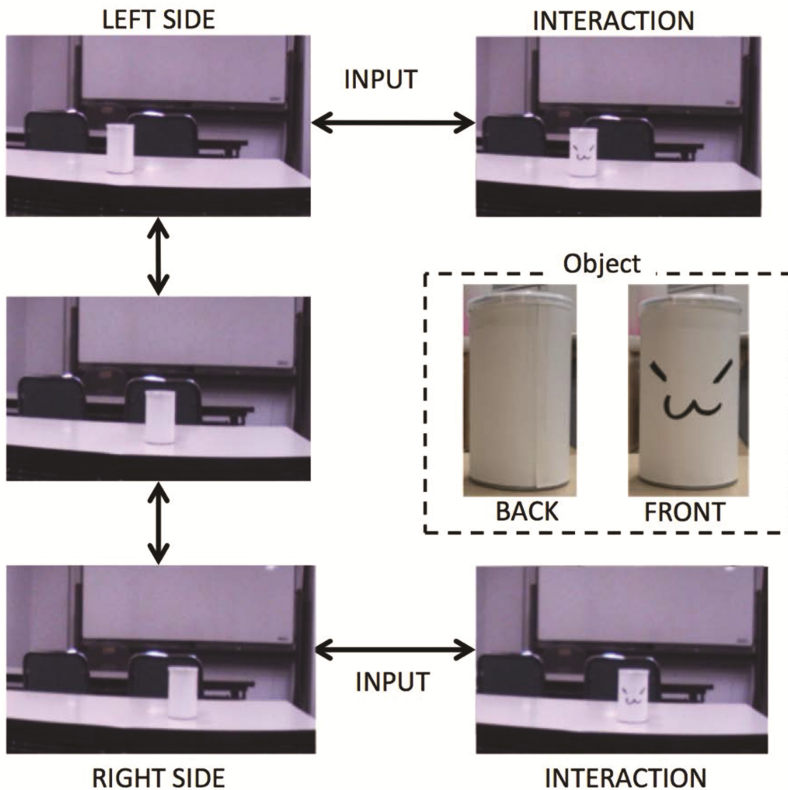 LEFT SIDE
INTERACTION
INPUT
Object
BACK
FRONT
INPUT
RIGHT SIDE
INTERACTION